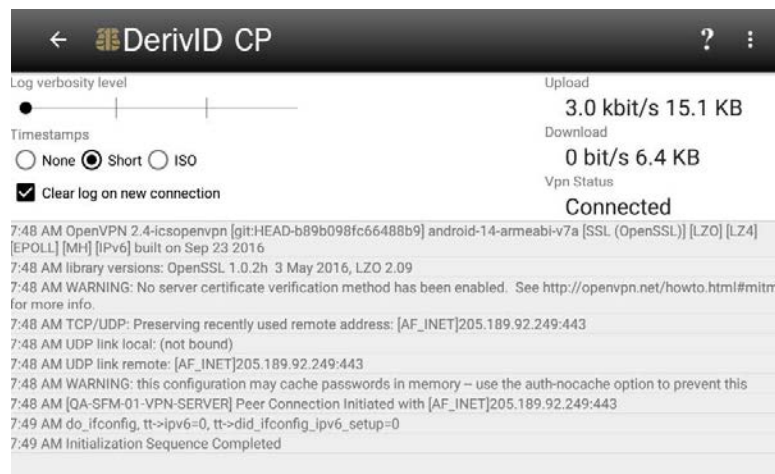 DerivID CP
?
Log verbosity level
Upload
3.0 kbit/s 15.1 KB
Timestamps
Download
None Short ISO
0 bit/s 6.4 KB
Clear log on new connection
Vpn Status
Connected
7:48 AM OpenVPN 2.4-icsopenvpn [git:HEAD-b89b098fc66488b9] android-14-armeabi-v7a [SSL (OpenSSL)] [LZO] [LZ4]
[EPOLL] [MH] [IPv6] built on Sep 23 2016
7:48 AM library versions: OpenSSL 1.0.2h 3 May 2016, LZO 2.09
7:48 AM WARNING: No server certificate verification method has been enabled. See http://openvpn.net/howto.html#mitm
for more info.
7:48 AM TCP/UDP: Preserving recently used remote address: [AF_INET]205.189.92.249:443
7:48 AM UDP link local: (not bound)
7:48 AM UDP link remote: [AF_INET]205.189.92.249:443
7:48 AM WARNING: this configuration may cache passwords in memory -- use the auth-nocache option to prevent this
7:48 AM [QA-SFM-01-VPN-SERVER] Peer Connection Initiated with [AF_INET]205.189.92.249:443
7:49 AM do_ifconfig, tt->ipv6=0, tt->did_ifconfig_ipv6_setup=0
7:49 AM Initialization Sequence Completed